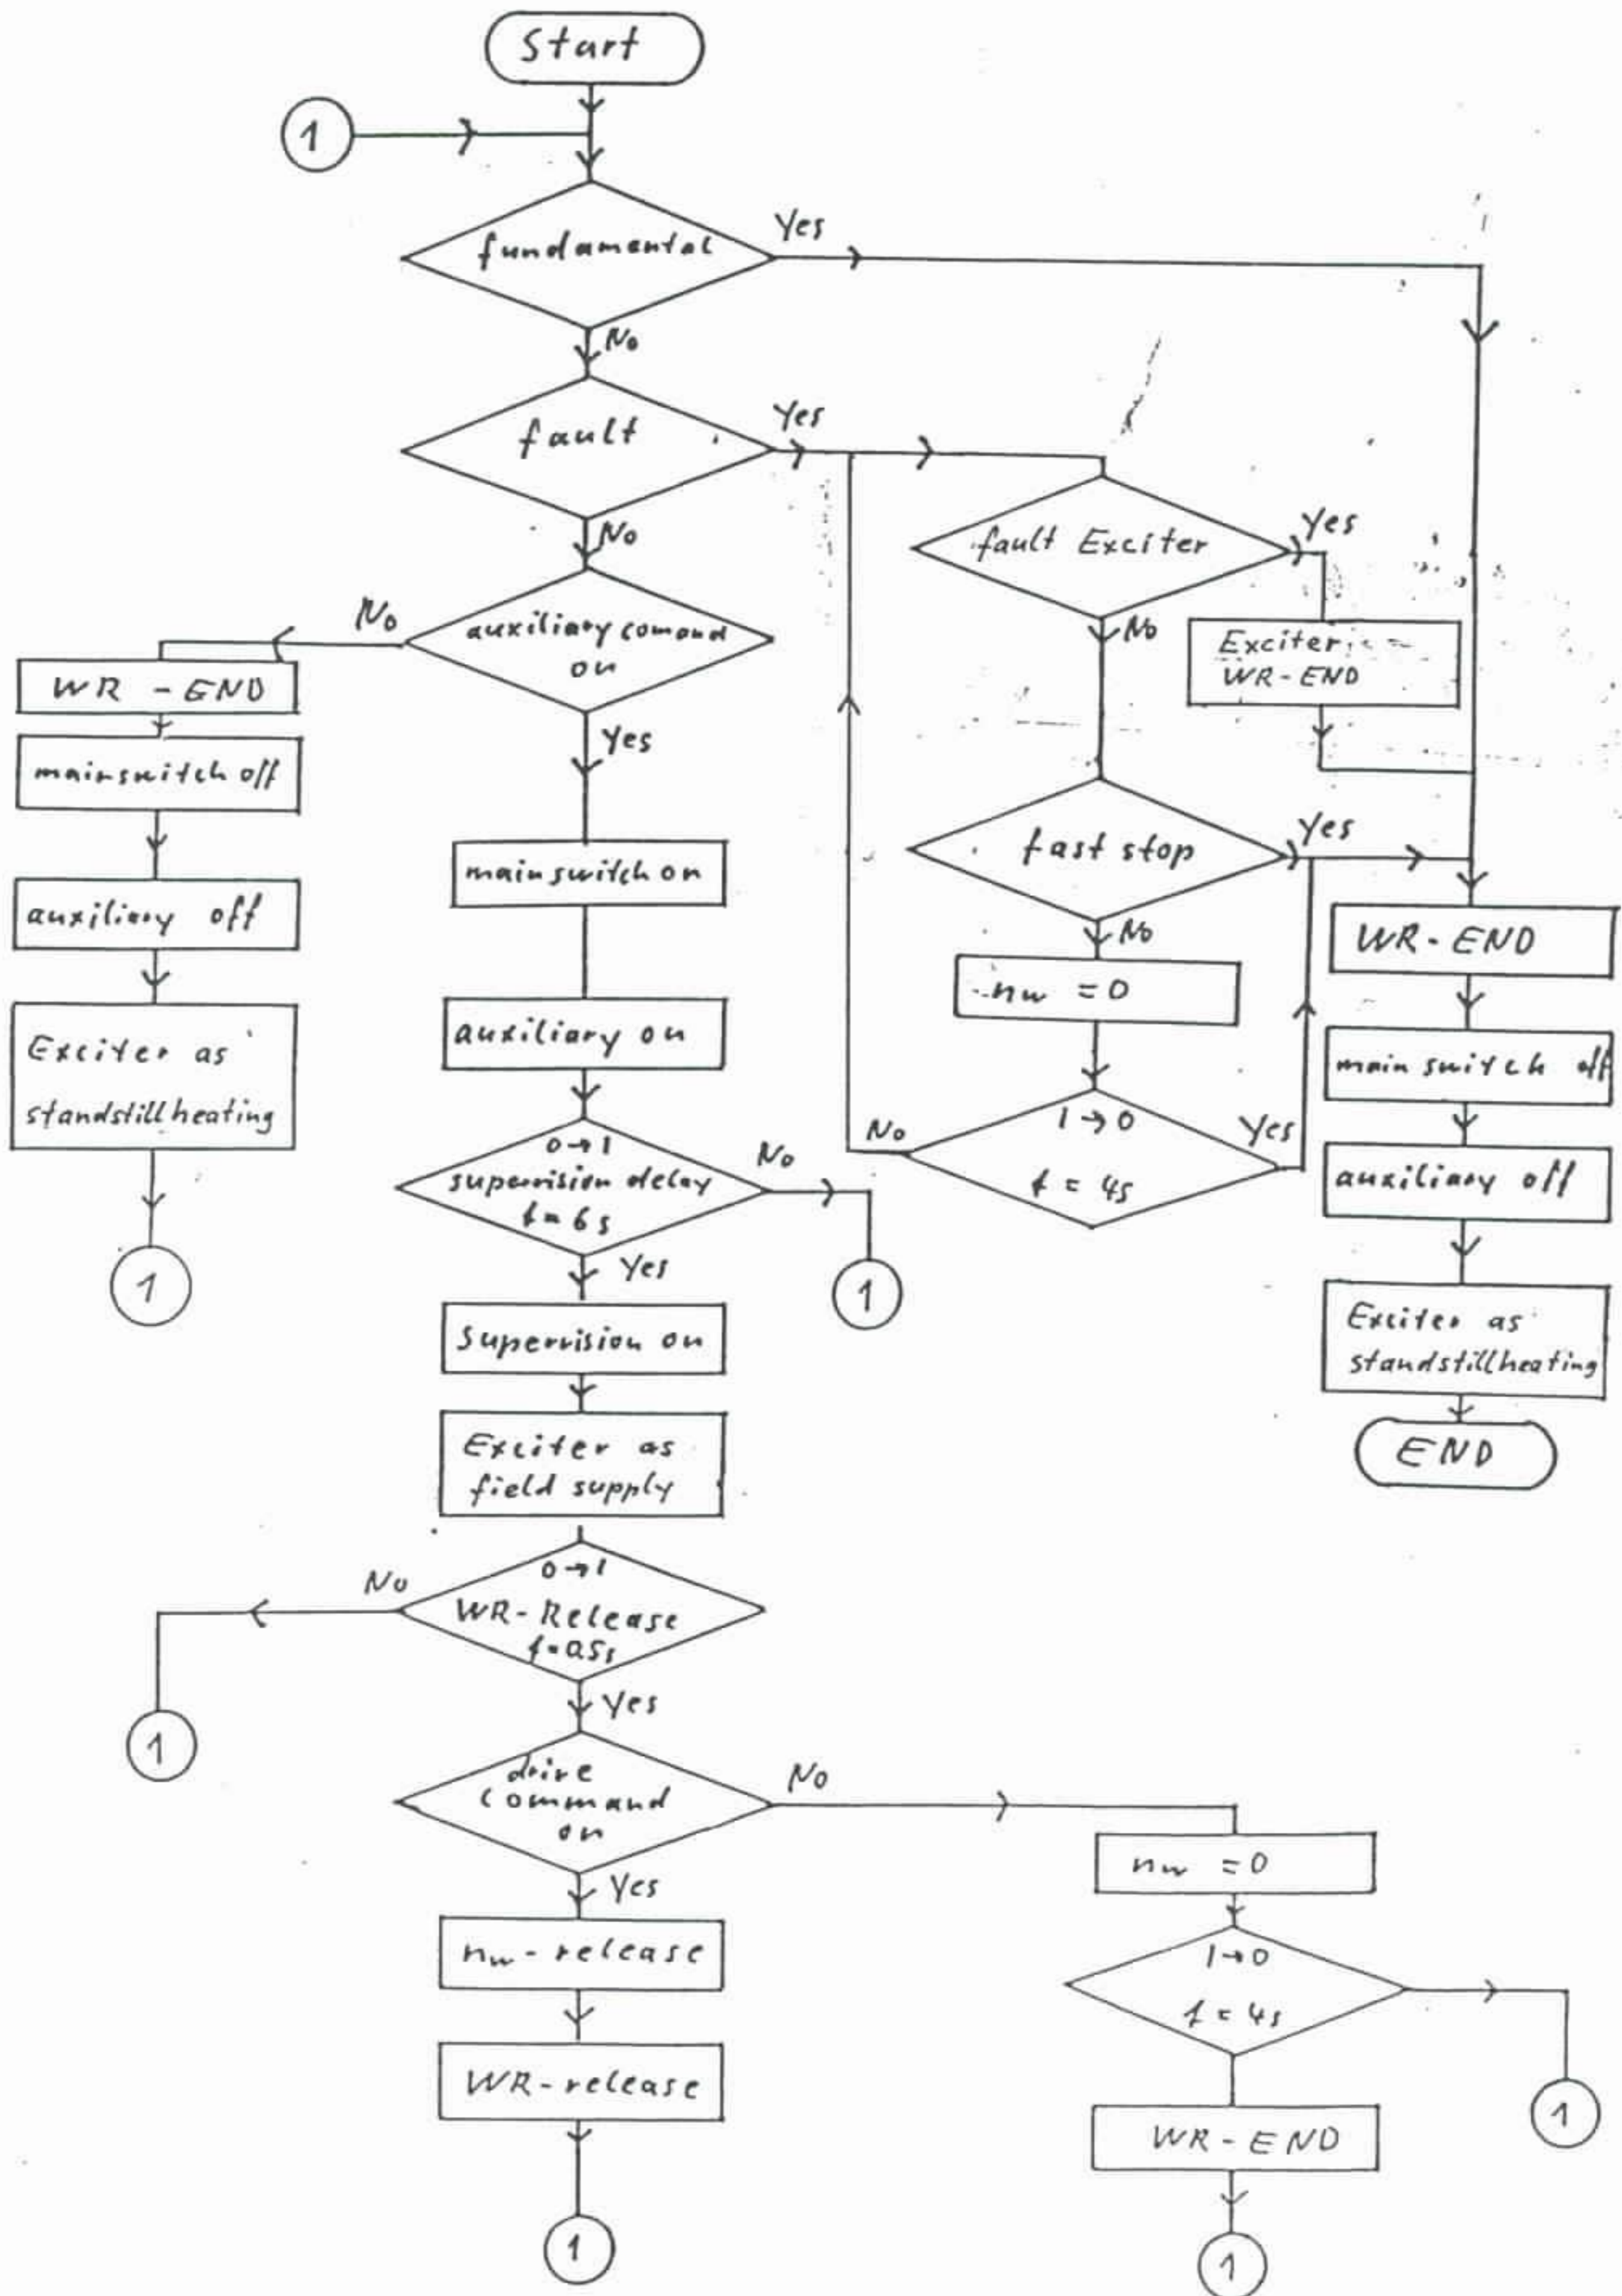 Start
1
fundamental
Yes
No
fault
Yes
No
fault Exciter
Yes
No
Exciter
WR-END
auxiliary comand
on
No
Yes
WR - END
mainswitch off
auxiliary off
Exciter as
standstillheating
1
mainswitch on
auxiliary on
0→1
supervision delay
t = 6s
No
1
Yes
fast stop
Yes
No
nw = 0
1→0
t = 4s
No
Yes
WR-END
main switch off
auxiliary off
Exciter as
standstillheating
END
Supervision on
Exciter as
field supply
0→1
WR-Release
t = 0.5s
No
1
Yes
drive
command
on
No
Yes
nw-release
WR-release
1
nw = 0
1→0
t = 4s
1
WR-END
1